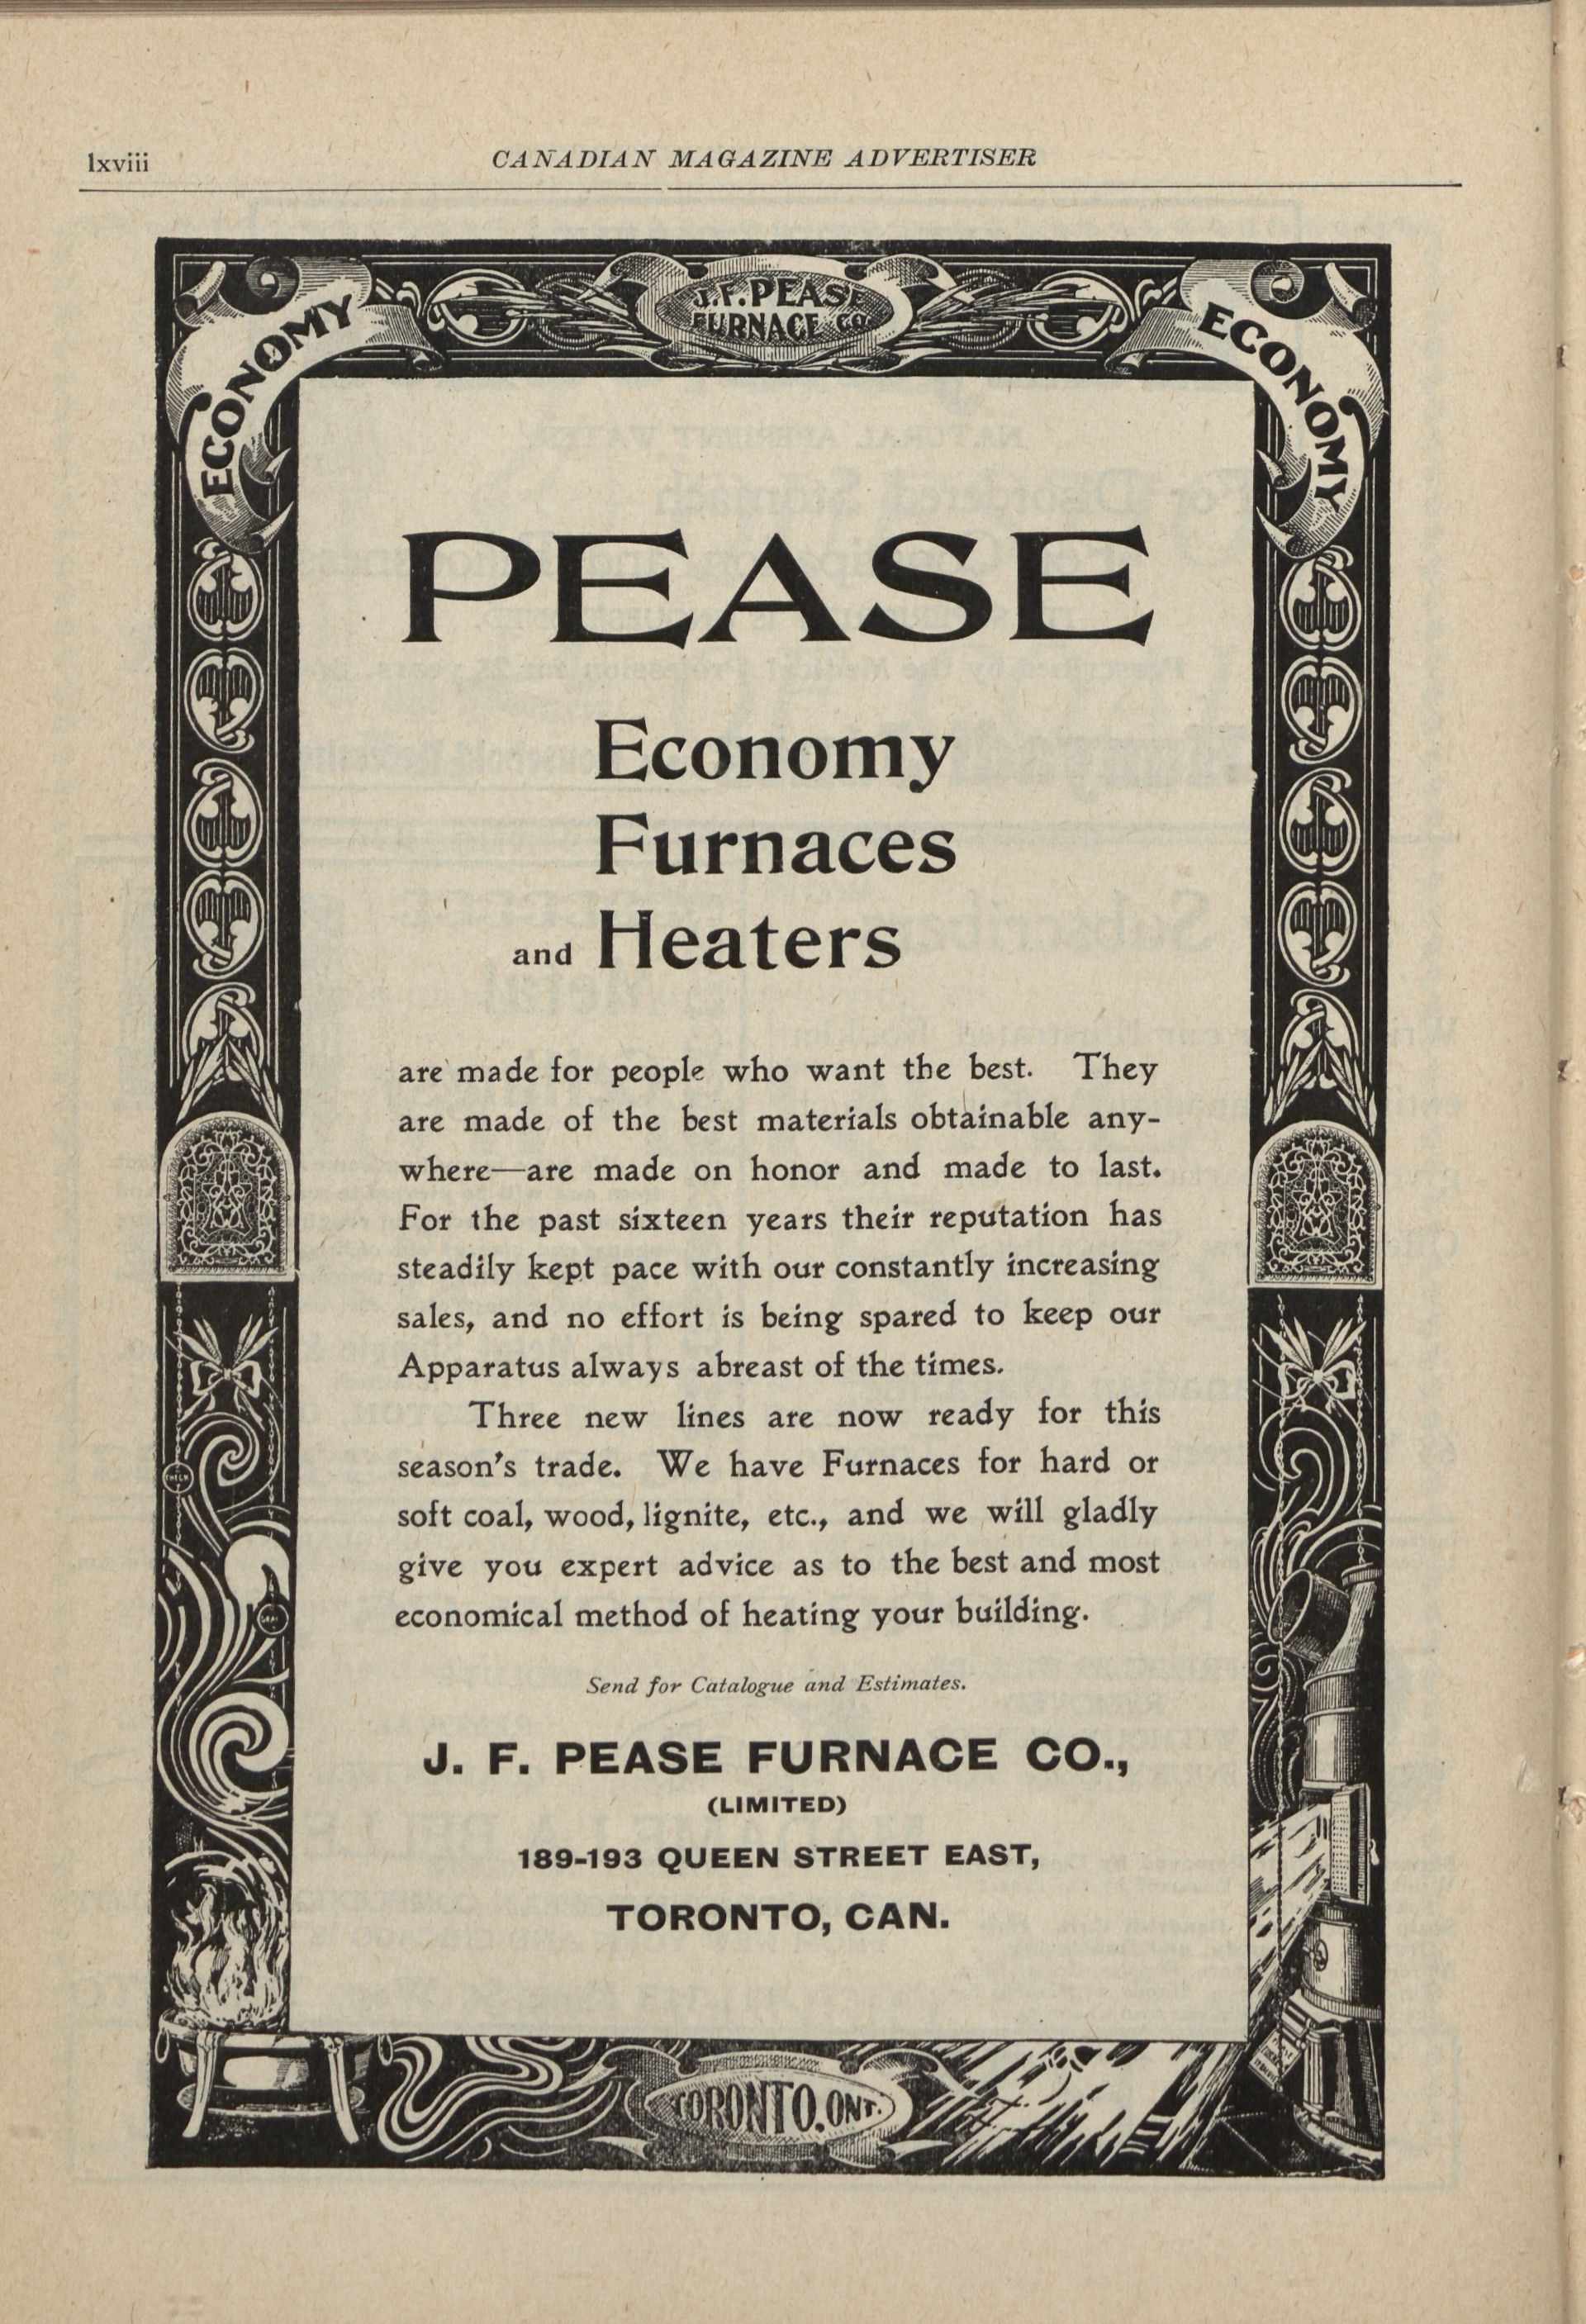 lxviii
CANADIAN MAGAZINE ADVERTISER
J.F. PEASE
FURNACE CO.
ECONOMY
ECONOMY
PEASE
Economy
Furnaces
and Heaters
are made for people who want the best. They
are made of the best materials obtainable any-
where—are made on honor and made to last.
For the past sixteen years their reputation has
steadily kept pace with our constantly increasing
sales, and no effort is being spared to keep our
Apparatus always abreast of the times.
Three new lines are now ready for this
season's trade. We have Furnaces for hard or
soft coal, wood, lignite, etc., and we will gladly
give you expert advice as to the best and most
economical method of heating your building.
Send for Catalogue and Estimates.
J. F. PEASE FURNACE CO.,
(LIMITED)
189-193 QUEEN STREET EAST,
TORONTO, CAN.
TORONTO. ONT.